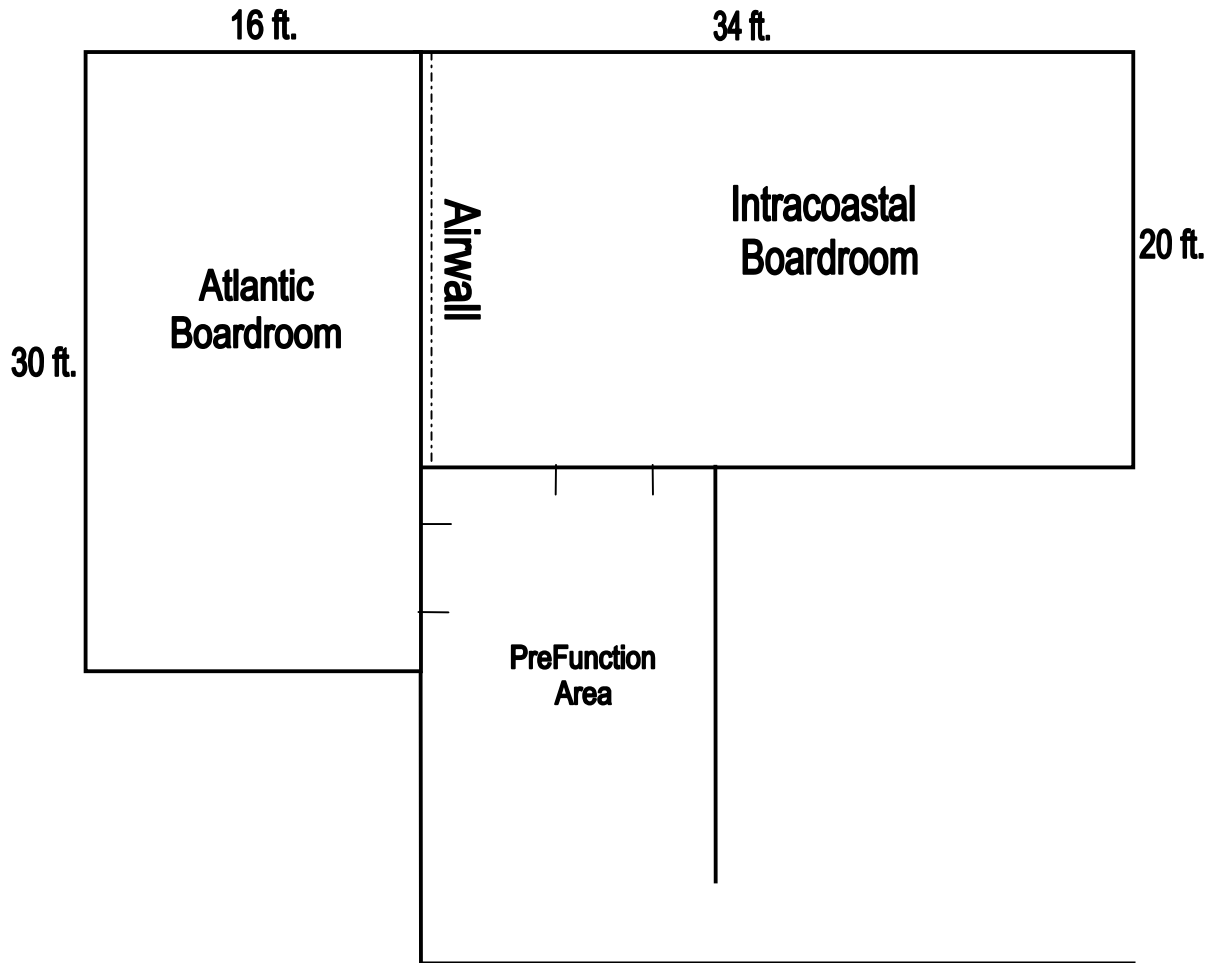 16 ft.
34 ft.
Airwall
Intracoastal
Boardroom
20 ft.
Atlantic
Boardroom
30 ft.
PreFunction
Area